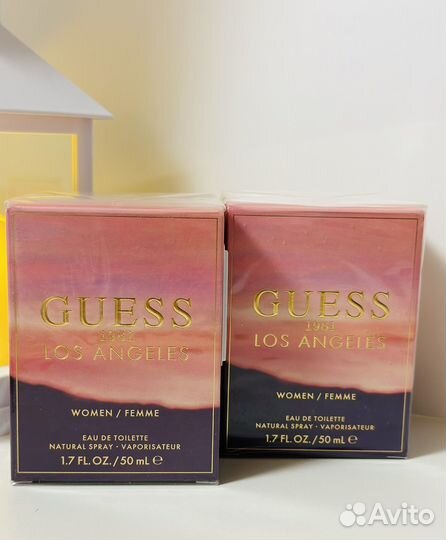 GUESS
1981
LOS ANGELES
WOMEN / FEMME
EAU DE TOILETTE
NATURAL SPRAY · VAPORISATEUR
1.7 FL. OZ. / 50 mL ℮
GUESS
1981
LOS ANGELES
WOMEN / FEMME
EAU DE TOILETTE
NATURAL SPRAY · VAPORISATEUR
1.7 FL. OZ. / 50 mL ℮
Avito